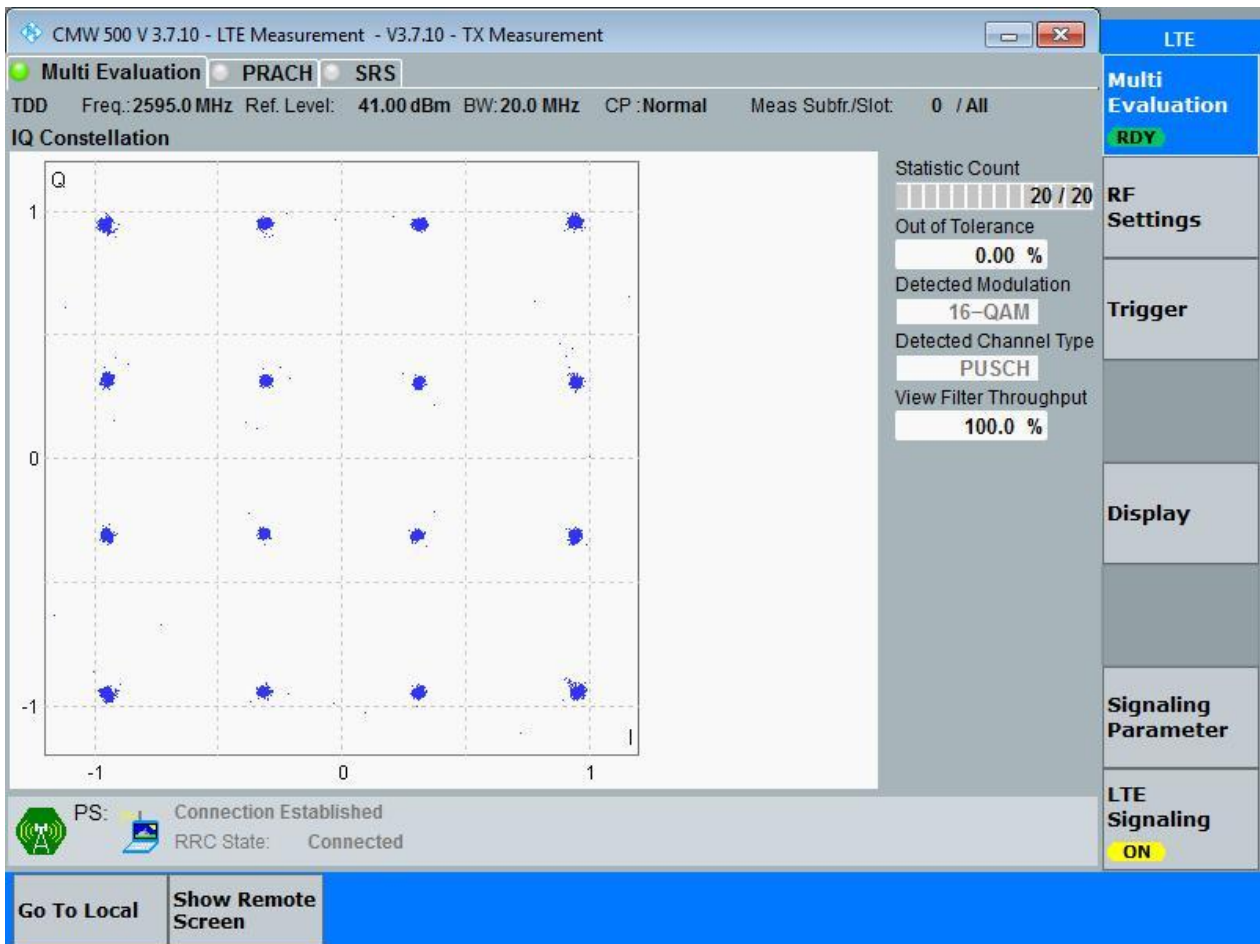 CMW 500 V 3.7.10 - LTE Measurement - V3.7.10 - TX Measurement
LTE
Multi Evaluation PRACH SRS
TDD Freq.: 2595.0 MHz Ref. Level: 41.00 dBm BW: 20.0 MHz CP : Normal Meas Subfr./Slot: 0 / All
IQ Constellation
Q
1
0
-1
I
-1 0 1
Statistic Count
20 / 20
Out of Tolerance
0.00 %
Detected Modulation
16-QAM
Detected Channel Type
PUSCH
View Filter Throughput
100.0 %
Multi
Evaluation
RDY
RF
Settings
Trigger
Display
Signaling
Parameter
LTE
Signaling
ON
PS: Connection Established
RRC State: Connected
Go To Local
Show Remote
Screen